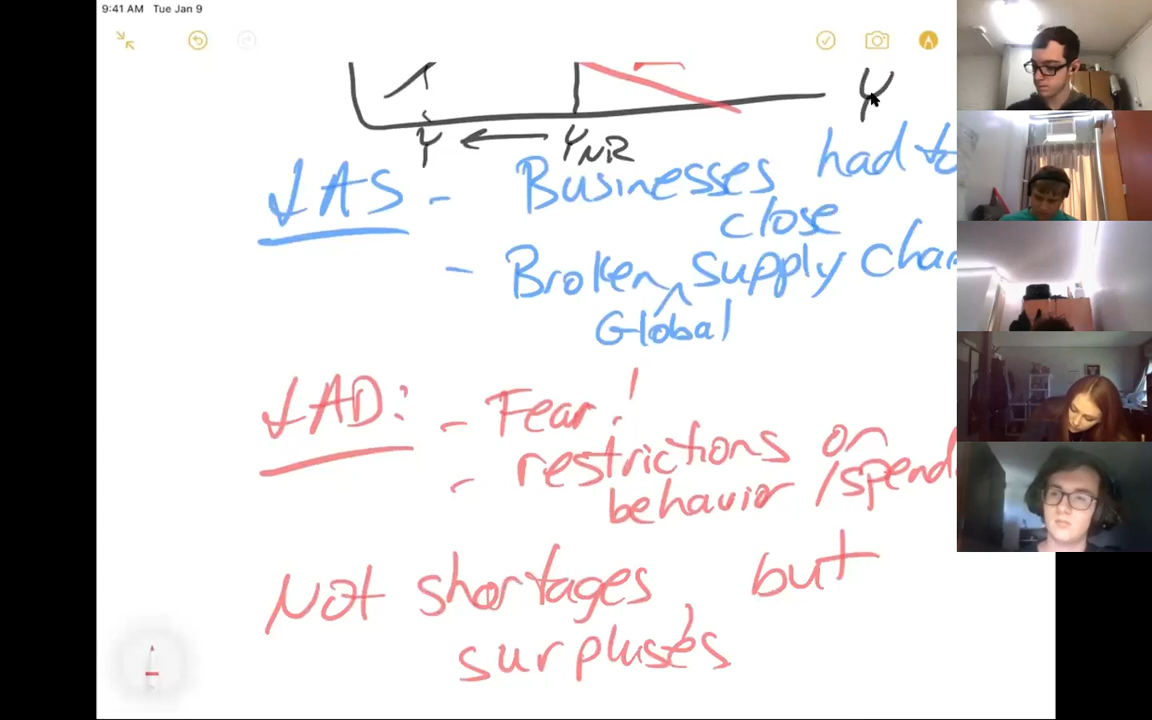 9:41 AM Tue Jan 9
Y
Y ← YNR
↓AS - Businesses had to
close
- Broken ^ supply chai
Global
↓AD: - Fear!
- restrictions on
behavior /spend
Not shortages, but
surpluses